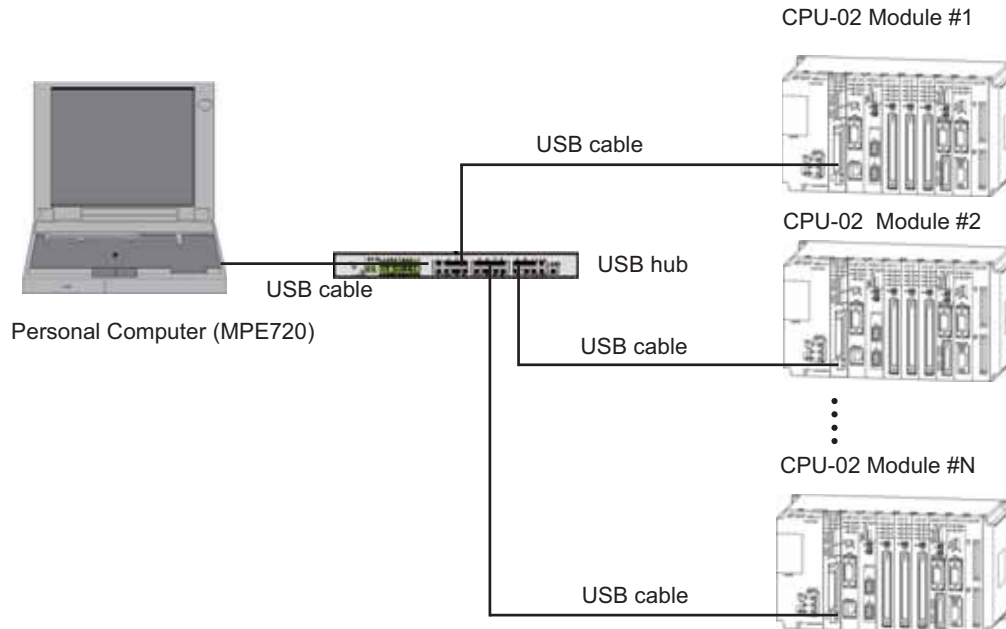 CPU-02 Module #1
USB cable
CPU-02 Module #2
USB hub
USB cable
Personal Computer (MPE720)
USB cable
CPU-02 Module #N
USB cable